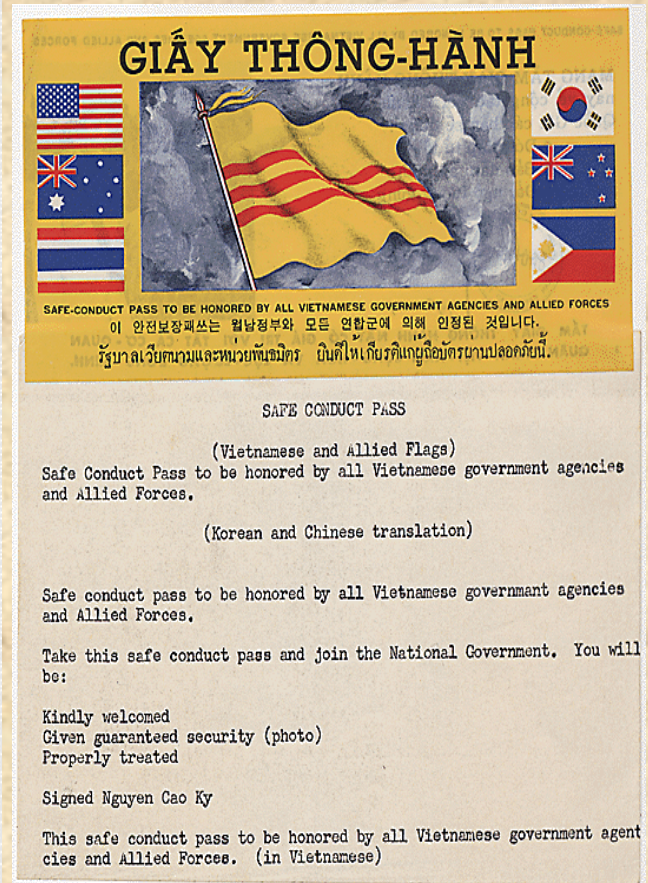 GIẤY THÔNG-HÀNH
SAFE-CONDUCT PASS TO BE HONORED BY ALL VIETNAMESE GOVERNMENT AGENCIES AND ALLIED FORCES
이 안전보장패쓰는 월남정부와 모든 연합군에 의해 인정된 것입니다.
รัฐบาลเวียตนามและหน่วยพันธมิตร ยินดีให้เกียรติแก่ผู้ถือบัตรผ่านปลอดภัยนี้.
SAFE CONDUCT PASS
(Vietnamese and Allied Flags)
Safe Conduct Pass to be honored by all Vietnamese government agencies
and Allied Forces.
(Korean and Chinese translation)
Safe conduct pass to be honored by all Vietnamese governmant agencies
and Allied Forces.
Take this safe conduct pass and join the National Government. You will
be:
Kindly welcomed
Given guaranteed security (photo)
Properly treated
Signed Nguyen Cao Ky
This safe conduct pass to be honored by all Vietnamese government agent
cies and Allied Forces. (in Vietnamese)